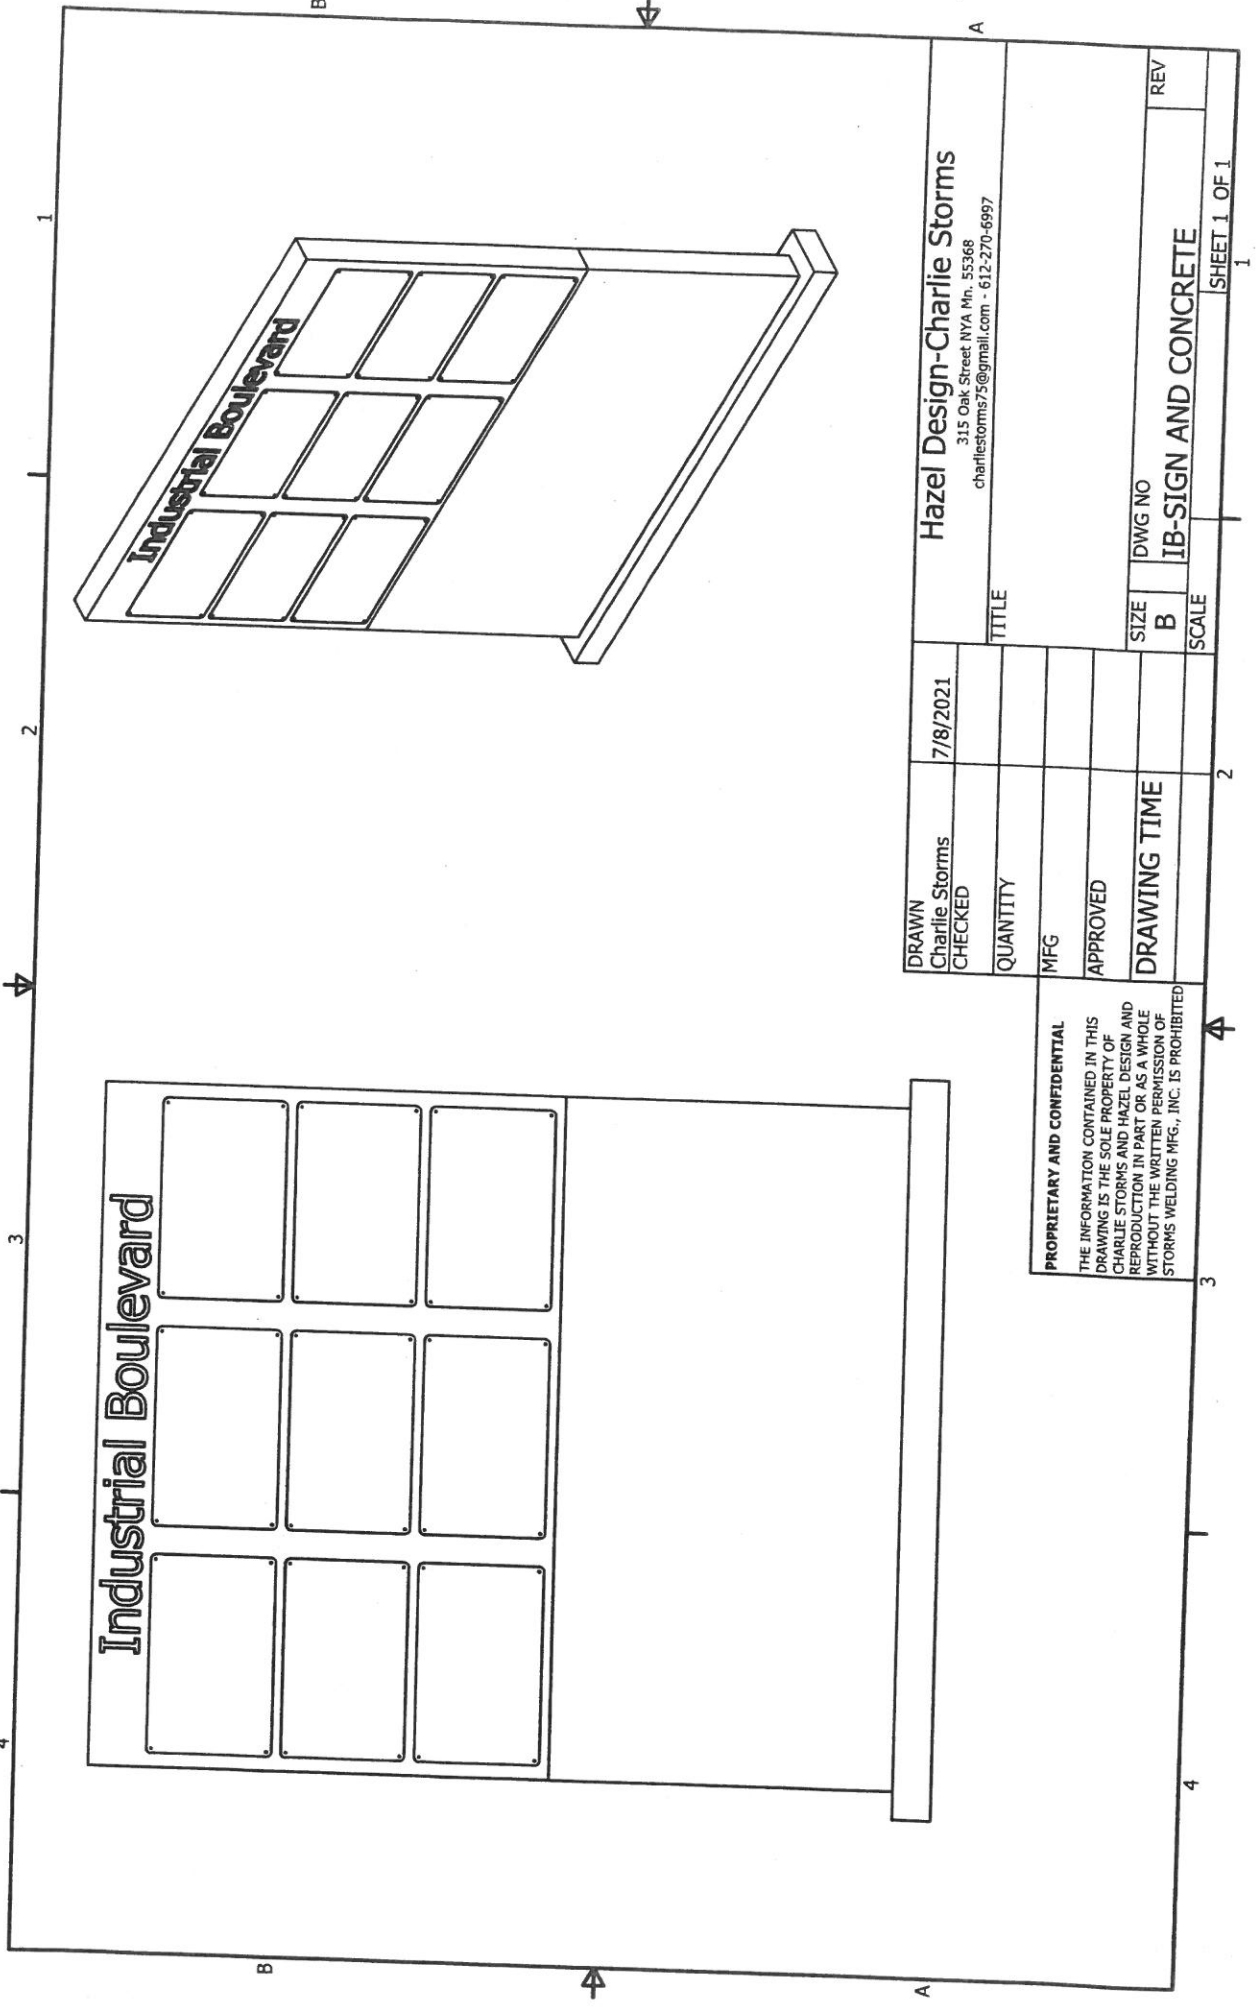 4
3
2
1
B
B
Industrial Boulevard
Industrial Boulevard
A
A
DRAWN
Charlie Storms
7/8/2021
CHECKED
QUANTITY
MFG
APPROVED
DRAWING TIME
Hazel Design-Charlie Storms
315 Oak Street NYA Mn. 55368
charliestorms75@gmail.com - 612-270-6997
TITLE
SIZE
B
DWG NO
IB-SIGN AND CONCRETE
REV
SCALE
SHEET 1 OF 1
PROPRIETARY AND CONFIDENTIAL
THE INFORMATION CONTAINED IN THIS
DRAWING IS THE SOLE PROPERTY OF
CHARLIE STORMS AND HAZEL DESIGN AND
REPRODUCTION IN PART OR AS A WHOLE
WITHOUT THE WRITTEN PERMISSION OF
STORMS WELDING MFG., INC. IS PROHIBITED
4
3
2
1